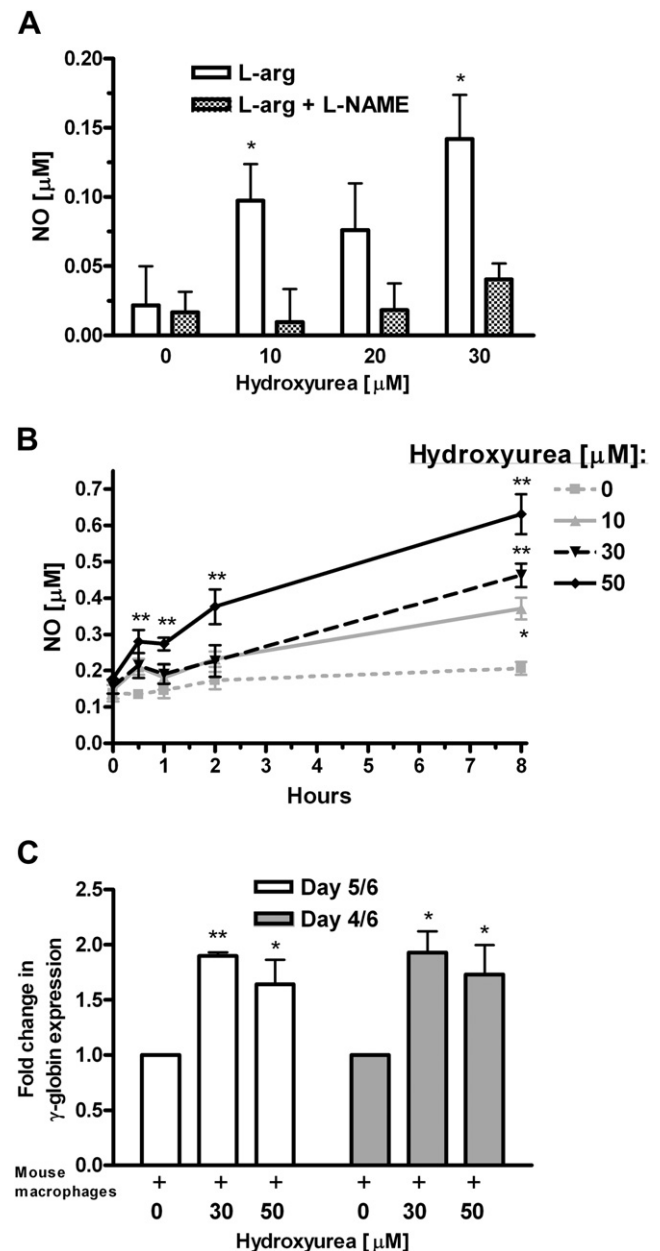 A
L-arg
L-arg + L-NAME
*
*
0.20
0.15
0.10
0.05
0.00
NO [μM]
0 10 20 30
Hydroxyurea [μM]
B
Hydroxyurea [μM]:
0
10
30
50
0.7
0.6
0.5
0.4
0.3
0.2
0.1
0.0
NO [μM]
** ** ** **
**
*
0 1 2 3 4 5 6 7 8
Hours
C
Day 5/6
Day 4/6
2.5
2.0
1.5
1.0
0.5
0.0
Fold change in
γ-globin expression
** * * *
Mouse
macrophages
+ + + + + +
0 30 50 0 30 50
Hydroxyurea [μM]